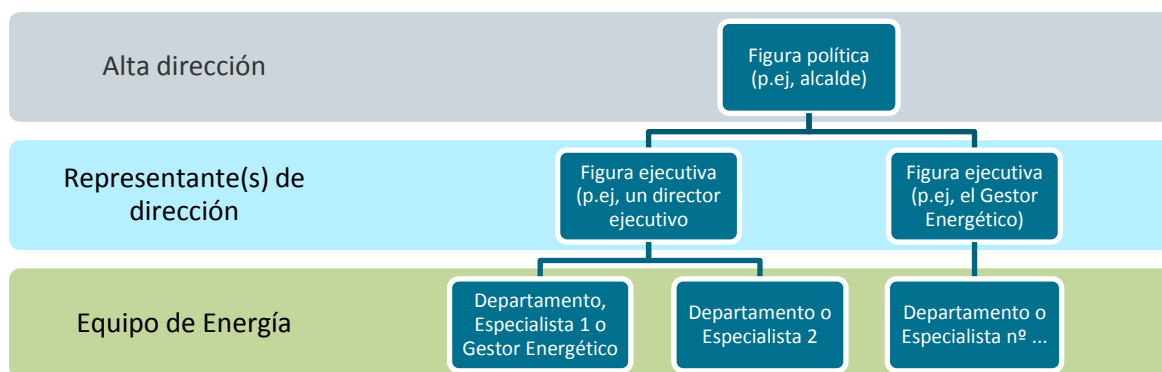 Alta dirección
Figura política
(p.ej, alcalde)
Representante(s) de
dirección
Figura ejecutiva
(p.ej, un director
ejecutivo
Figura ejecutiva
(p.ej, el Gestor
Energético)
Equipo de Energía
Departamento,
Especialista 1 o
Gestor Energético
Departamento o
Especialista 2
Departamento o
Especialista nº ...